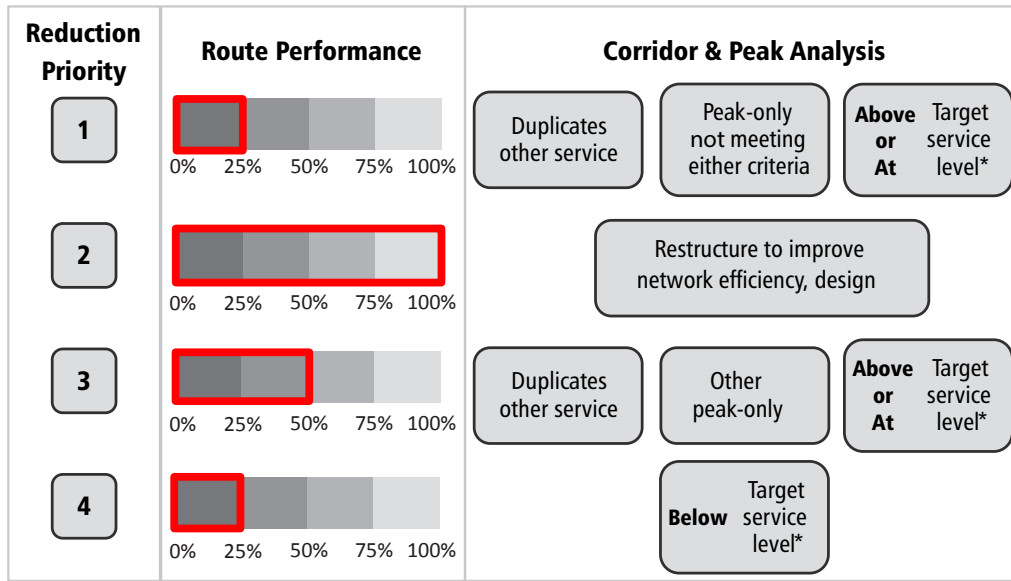 Reduction
Priority
Route Performance
Corridor & Peak Analysis
1
0% 25% 50% 75% 100%
Duplicates
other service
Peak-only
not meeting
either criteria
Above
or
At
Target
service
level*
2
0% 25% 50% 75% 100%
Restructure to improve
network efficiency, design
3
0% 25% 50% 75% 100%
Duplicates
other service
Other
peak-only
Above
or
At
Target
service
level*
4
0% 25% 50% 75% 100%
Below
Target
service
level*